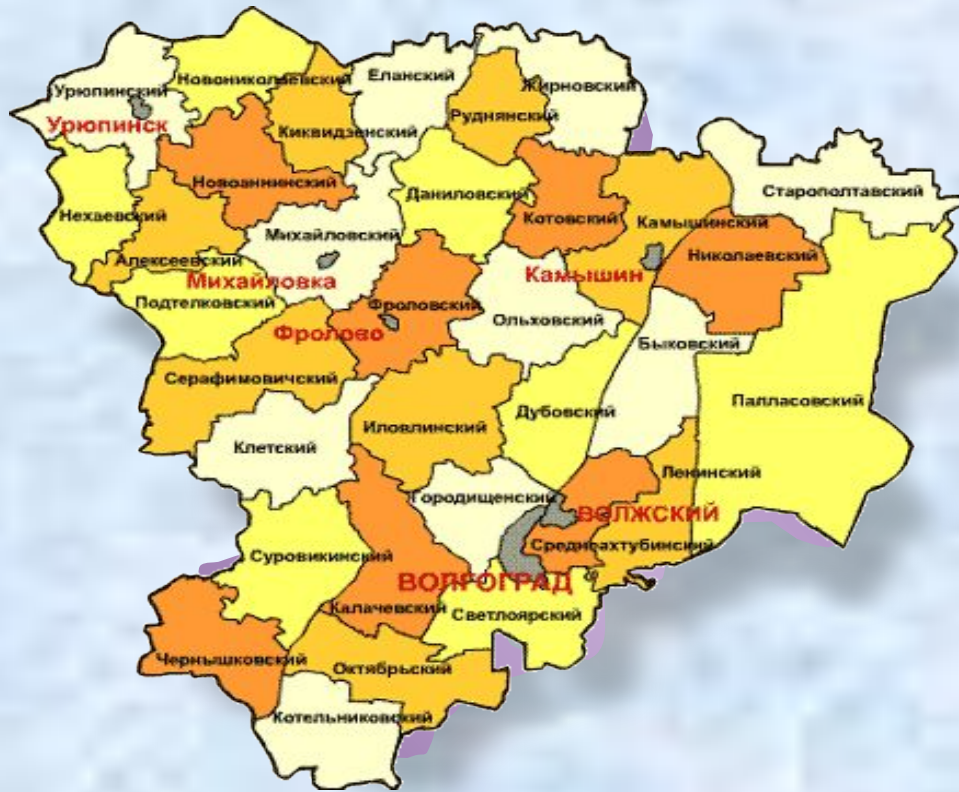 Новониколаевский
Еланский
Жирновский
Урюпинский
Урюпинск
Киквидзенский
Руднянский
Новоаннинский
Даниловский
Старополтавский
Нехаевский
Котовский
Камышинский
Михайловский
Алексеевский
Николаевский
Михайловка
Камышин
Подтелковский
Фроловский
Ольховский
Фролово
Быковский
Серафимовичский
Палласовский
Дубовский
Иловлинский
Клетский
Ленинский
Городищенский
ВОЛЖСКИЙ
Среднеахтубинский
Суровикинский
ВОЛГОГРАД
Калачевский
Светлоярский
Чернышковский
Октябрьский
Котельниковский